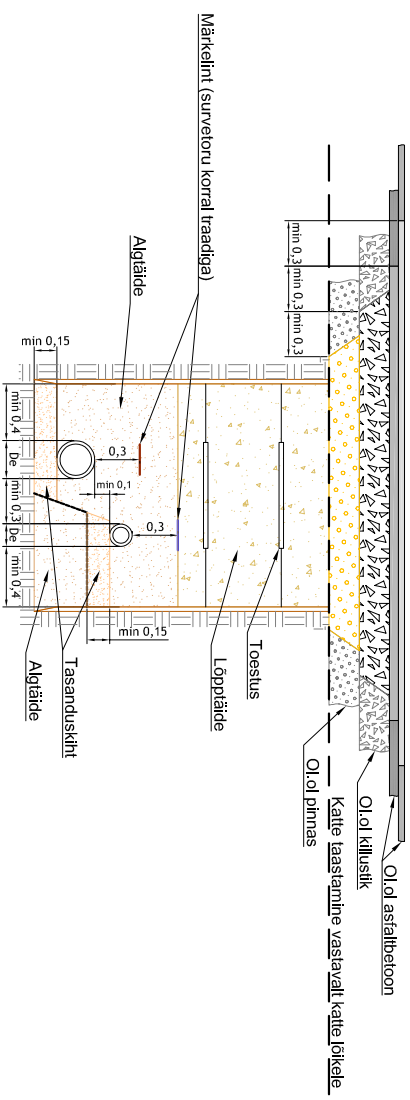 Märkelint (survetoru korral traadiga)
Algtäide
min 0,3
min 0,3
min 0,3
min 0,15
min 0,4
De
min 0,3
De
min 0,4
0,3
min 0,1
0,3
min 0,15
Toestus
Lõpptäide
Tasanduskiht
Algtäide
Ol.ol asfaltbetoon
Ol.ol killustik
Katte taastamine vastavalt katte lõikele
Ol.ol pinnas